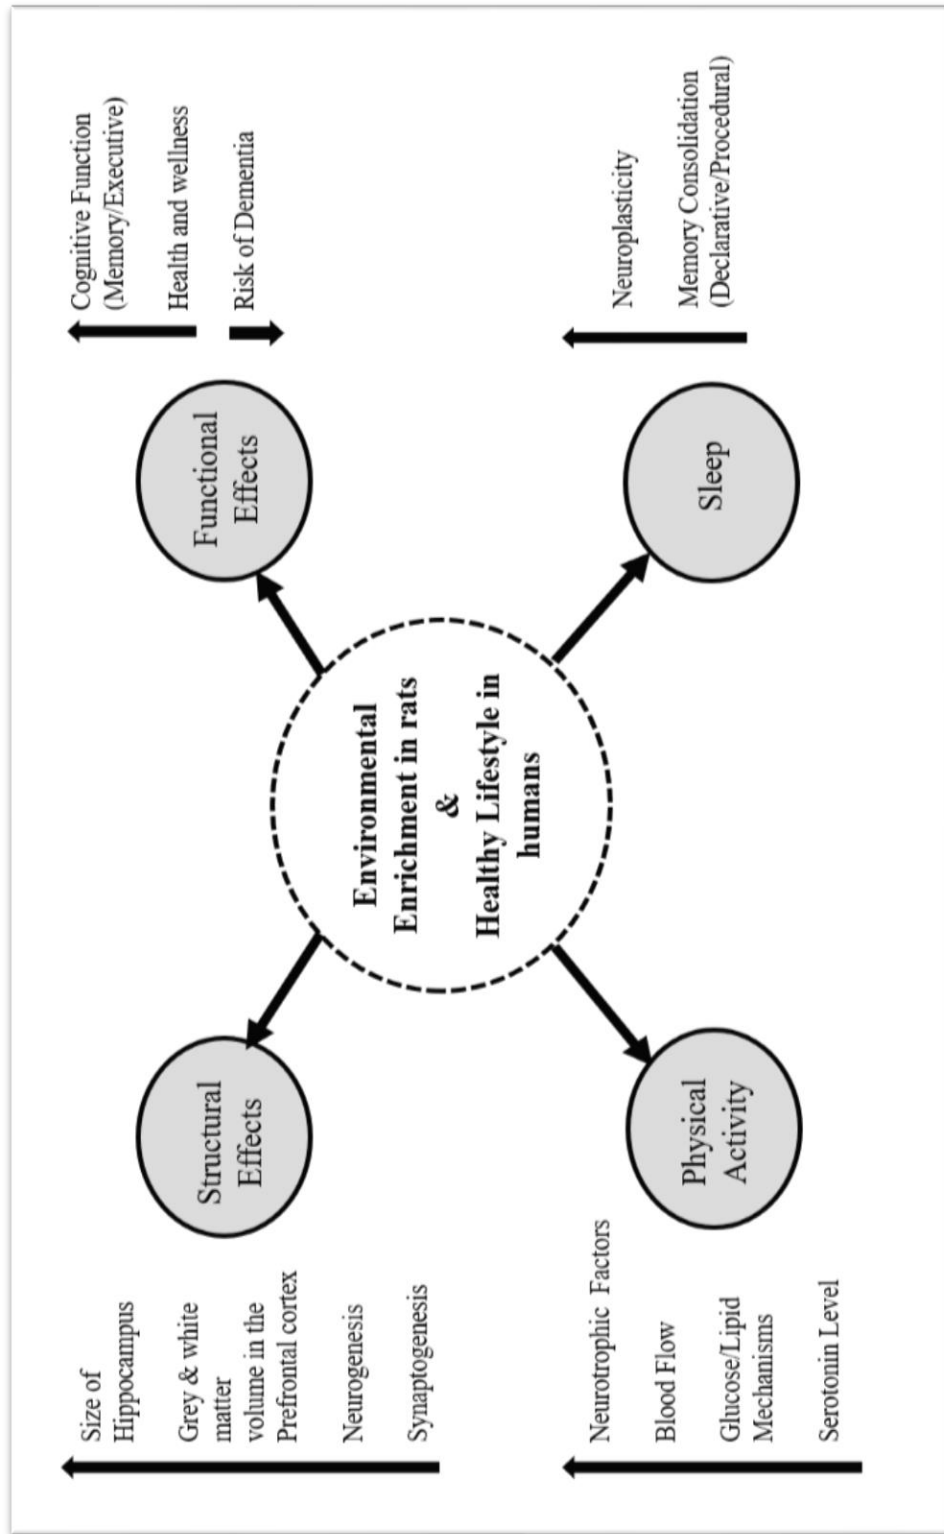 Size of
Hippocampus
Grey & white
matter
volume in the
Prefrontal cortex
Neurogenesis
Synaptogenesis
Structural
Effects
Functional
Effects
Cognitive Function
(Memory/Executive)
Health and wellness
Risk of Dementia
Environmental
Enrichment in rats
&
Healthy Lifestyle in
humans
Neurotrophic Factors
Blood Flow
Glucose/Lipid
Mechanisms
Serotonin Level
Physical
Activity
Sleep
Neuroplasticity
Memory Consolidation
(Declarative/Procedural)